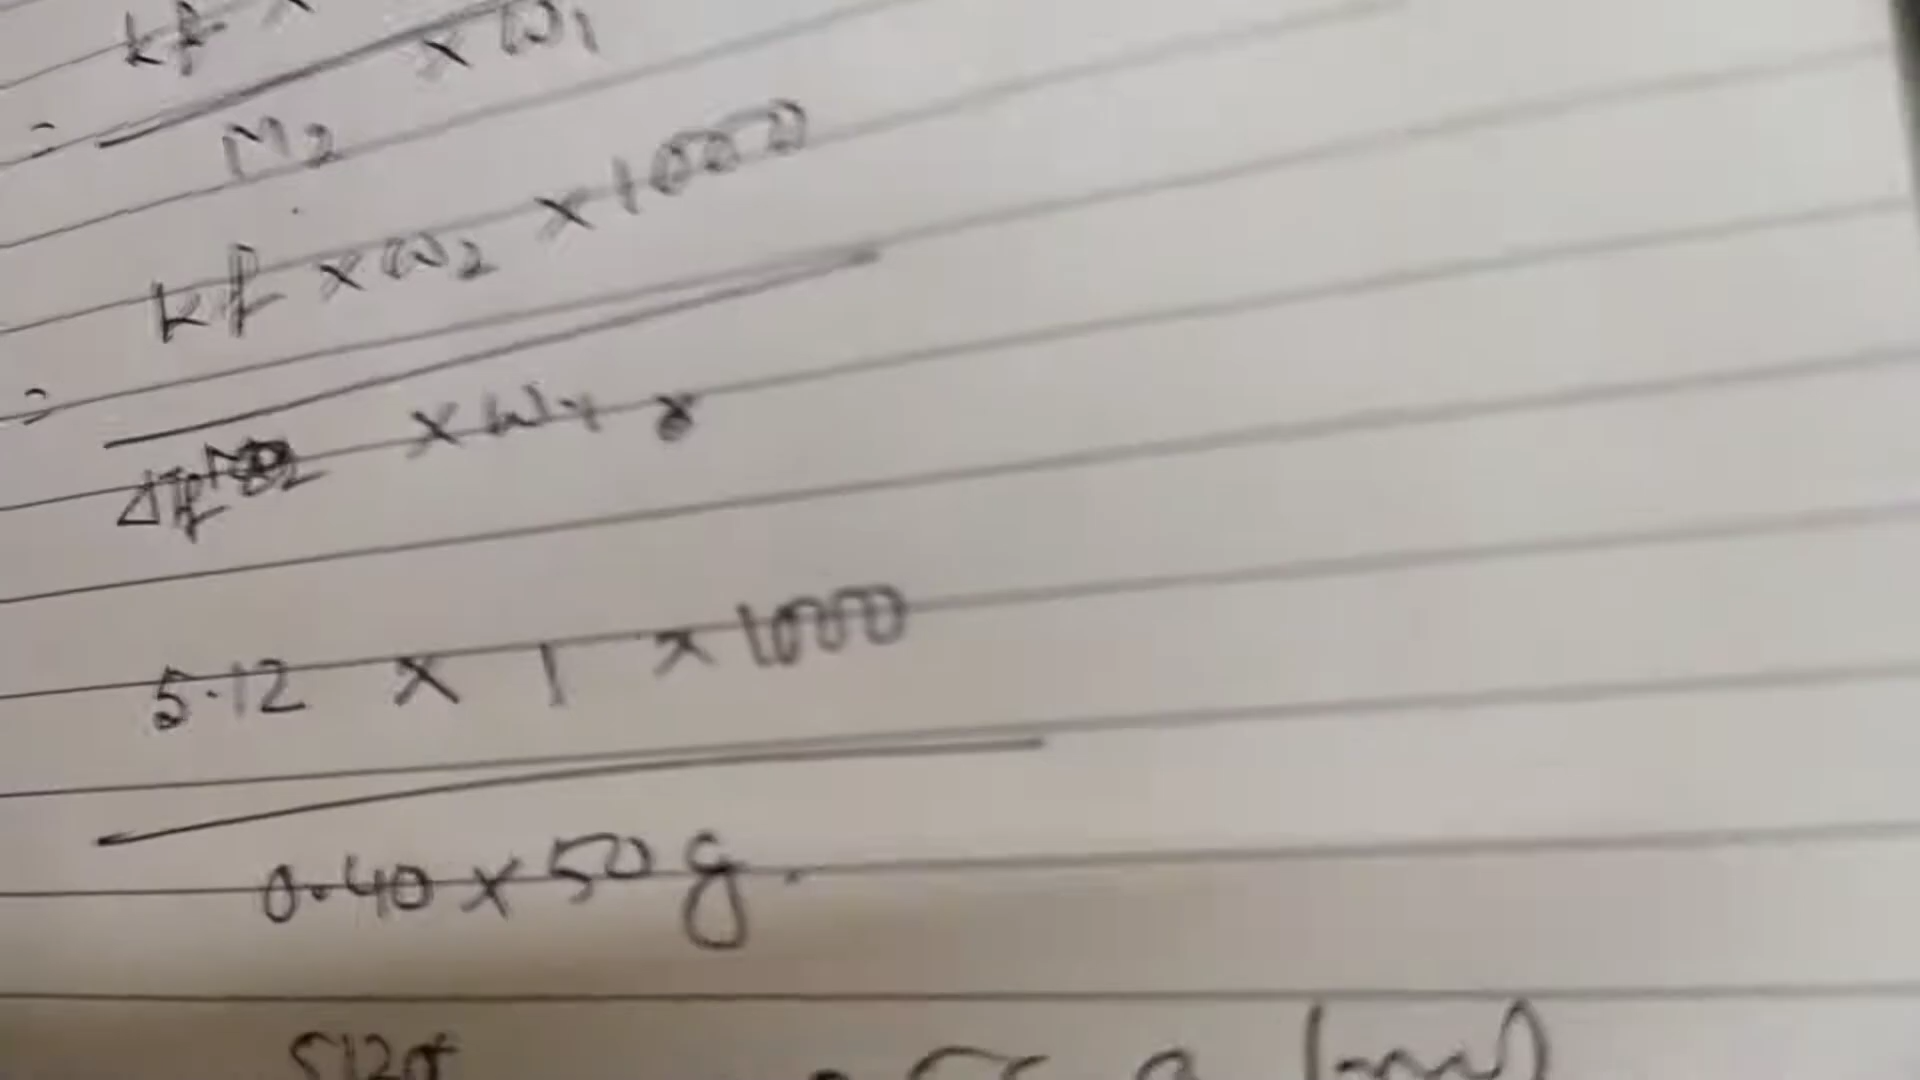 kf ×
=
M2 × W1
kf × W2 × 1000
=
ΔTf × W1
5.12 × 1 × 1000
0.40 × 50 g.